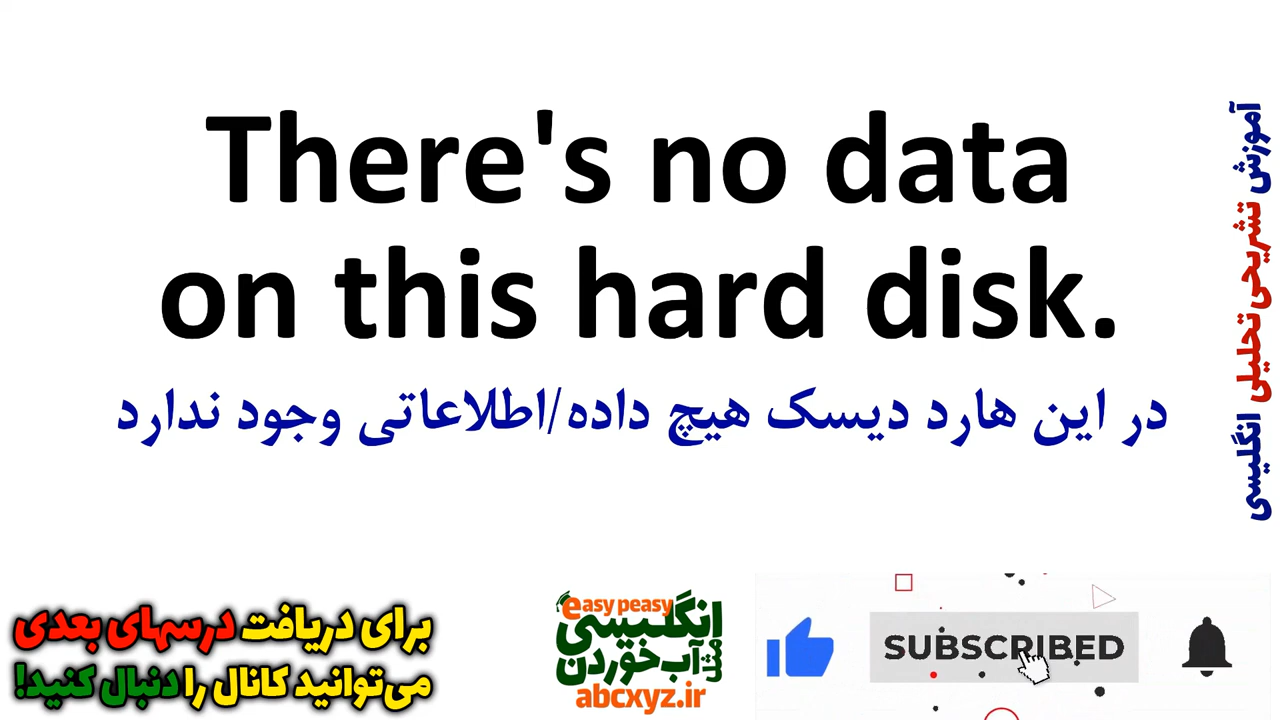 There's no data
on this hard disk.
در این هارد دیسک هیچ داده/اطلاعاتی وجود ندارد
آموزش تشریحی تحلیلی انگلیسی
برای دریافت درسهای بعدی
می‌توانید کانال را دنبال کنید!
easy peasy
انگلیسی
مثل آب خوردن
abcxyz.ir
SUBSCRIBED